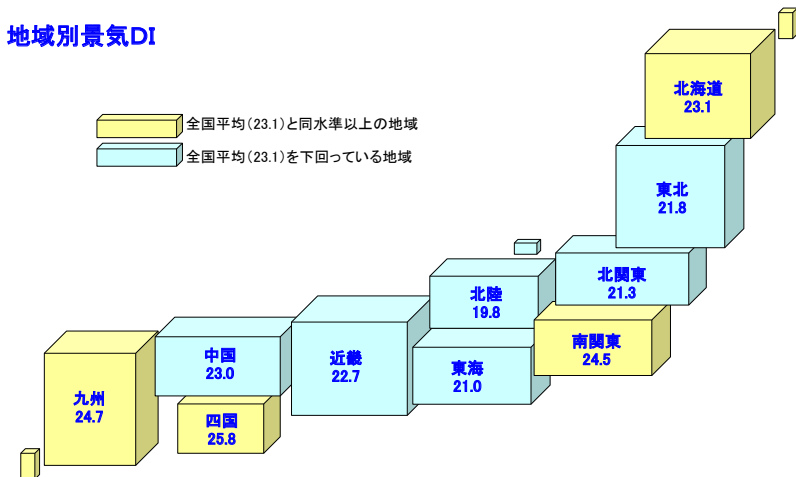 地域別景気DI
全国平均(23.1)と同水準以上の地域
全国平均(23.1)を下回っている地域
北海道
23.1
東北
21.8
北関東
21.3
北陸
19.8
南関東
24.5
東海
21.0
近畿
22.7
中国
23.0
四国
25.8
九州
24.7